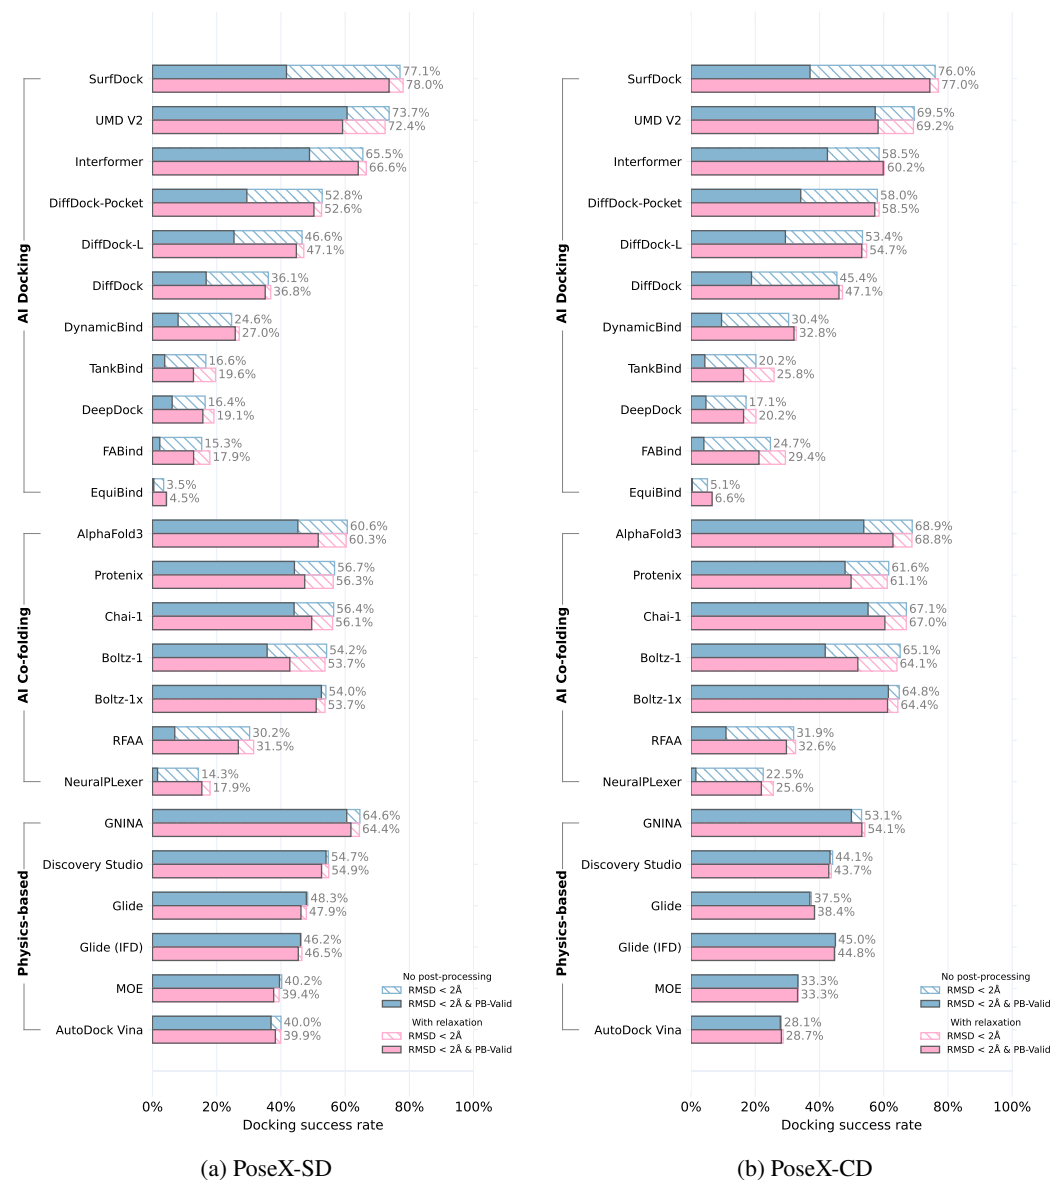 AI Docking
SurfDock
77.1%
78.0%
UMD V2
73.7%
72.4%
Interformer
65.5%
66.6%
DiffDock-Pocket
52.8%
52.6%
DiffDock-L
46.6%
47.1%
DiffDock
36.1%
36.8%
DynamicBind
24.6%
27.0%
TankBind
16.6%
19.6%
DeepDock
16.4%
19.1%
FABind
15.3%
17.9%
EquiBind
3.5%
4.5%
AI Co-folding
AlphaFold3
60.6%
60.3%
Protenix
56.7%
56.3%
Chai-1
56.4%
56.1%
Boltz-1
54.2%
53.7%
Boltz-1x
54.0%
53.7%
RFAA
30.2%
31.5%
NeuralPLexer
14.3%
17.9%
Physics-based
GNINA
64.6%
64.4%
Discovery Studio
54.7%
54.9%
Glide
48.3%
47.9%
Glide (IFD)
46.2%
46.5%
MOE
40.2%
39.4%
AutoDock Vina
40.0%
39.9%
No post-processing
RMSD < 2Å
RMSD < 2Å & PB-Valid
With relaxation
RMSD < 2Å
RMSD < 2Å & PB-Valid
0% 20% 40% 60% 80% 100%
Docking success rate
(a) PoseX-SD
AI Docking
SurfDock
76.0%
77.0%
UMD V2
69.5%
69.2%
Interformer
58.5%
60.2%
DiffDock-Pocket
58.0%
58.5%
DiffDock-L
53.4%
54.7%
DiffDock
45.4%
47.1%
DynamicBind
30.4%
32.8%
TankBind
20.2%
25.8%
DeepDock
17.1%
20.2%
FABind
24.7%
29.4%
EquiBind
5.1%
6.6%
AI Co-folding
AlphaFold3
68.9%
68.8%
Protenix
61.6%
61.1%
Chai-1
67.1%
67.0%
Boltz-1
65.1%
64.1%
Boltz-1x
64.8%
64.4%
RFAA
31.9%
32.6%
NeuralPLexer
22.5%
25.6%
Physics-based
GNINA
53.1%
54.1%
Discovery Studio
44.1%
43.7%
Glide
37.5%
38.4%
Glide (IFD)
45.0%
44.8%
MOE
33.3%
33.3%
AutoDock Vina
28.1%
28.7%
No post-processing
RMSD < 2Å
RMSD < 2Å & PB-Valid
With relaxation
RMSD < 2Å
RMSD < 2Å & PB-Valid
0% 20% 40% 60% 80% 100%
Docking success rate
(b) PoseX-CD